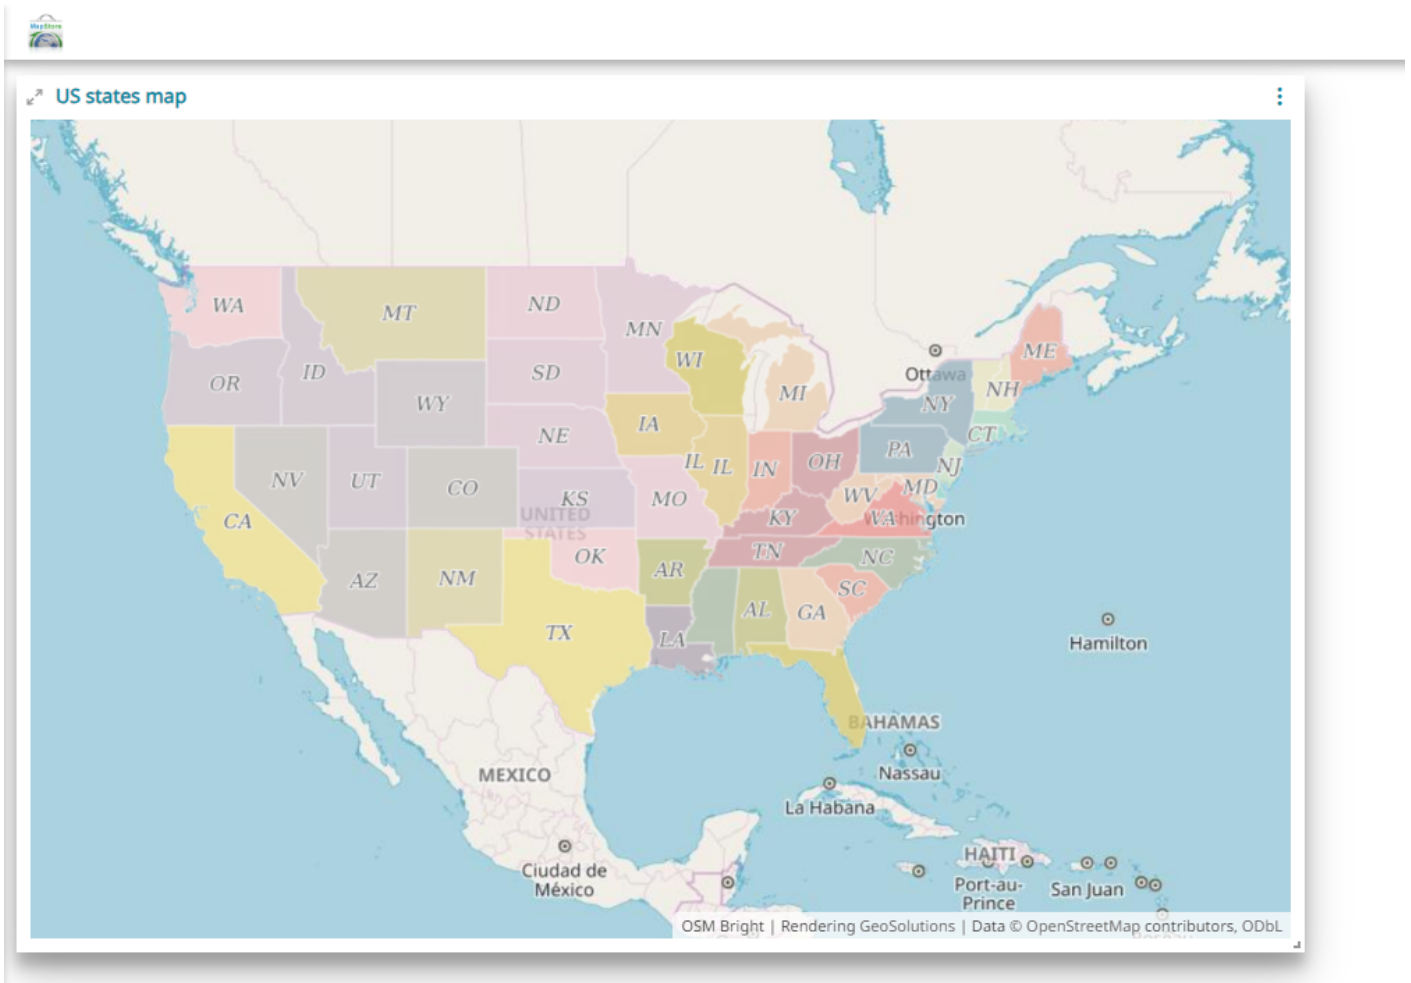 MapStore
US states map
WA
MT
ND
MN
OR
ID
SD
WI
ME
Ottawa
WY
MI
NH
NY
IA
NE
CT
PA
NV
UT
CO
KS
MO
IL
IL
IN
OH
NJ
WV
MD
UNITED
STATES
CA
KY
VA
Washington
OK
TN
NC
AZ
NM
AR
SC
TX
LA
AL
GA
Hamilton
BAHAMAS
Nassau
MEXICO
La Habana
HAITI
Ciudad de
México
Port-au-
Prince
San Juan
OSM Bright | Rendering GeoSolutions | Data © OpenStreetMap contributors, ODbL